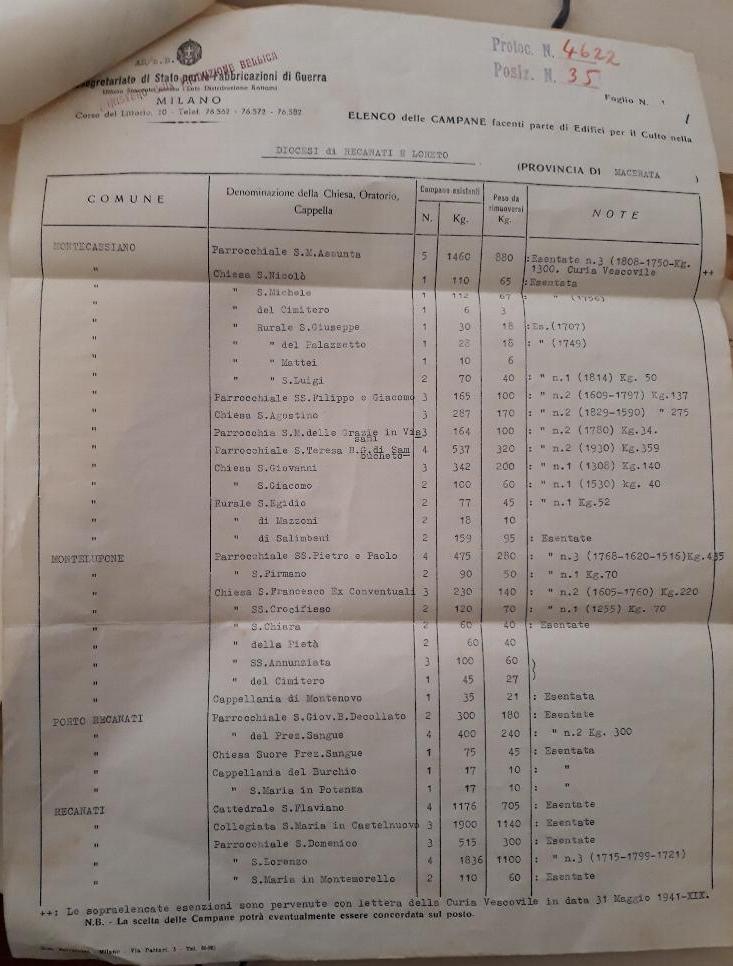 Protoc. N. 4622
Posiz. N. 35
Segretariato di Stato per le Fabbricazioni di Guerra
MINISTERO PRODUZIONE BELLICA
MILANO
Corso del Littorio, 10 - Telef. 76.562 - 76.572 - 76.582
Foglio N. 1
ELENCO delle CAMPANE facenti parte di Edifici per il Culto nella
DIOCESI di RECANATI E LORETO
(PROVINCIA DI MACERATA )
COMUNE Denominazione della Chiesa, Oratorio, Cappella Campane esistenti N. Kg. Peso da rimuoversi Kg. NOTE
MONTECASSIANO Parrocchiale S.M.Assunta 5 1460 880 :Esentate n.3 (1808-1750-Kg.
1300. Curia Vescovile ++
" Chiesa S.Nicolò 1 110 65 :Esentata
" " S.Michele 1 112 67 " (1756)
" " del Cimitero 1 6 3
" " Rurale S.Giuseppe 1 30 18 :Es.(1707)
" " " del Palazzetto 1 28 18 : " (1749)
" " " Mattei 1 10 6
" " " S.Luigi 2 70 40 : " n.1 (1814) Kg. 50
" Parrocchiale SS.Filippo e Giacomo 3 165 100 : " n.2 (1609-1797) Kg.137
" Chiesa S.Agostino 3 287 170 : " n.2 (1829-1590) " 275
" Parrocchia S.M.delle Grazie in Vis 3 164 100 : " n.2 (1780) Kg.34.
sani
" Parrocchiale S.Teresa B.G.di Sam 4 537 320 : " n.2 (1930) Kg.359
bucheto
" Chiesa S.Giovanni 3 342 200 : " n.1 (1308) Kg.140
" " S.Giacomo 2 100 60 : " n.1 (1530) kg. 40
" Rurale S.Egidio 2 77 45 : " n.1 Kg.52
" " di Mazzoni 2 18 10
" " di Salimbeni 2 159 95 : Esentate
MONTELUPONE Parrocchiale SS.Pietro e Paolo 4 475 280 : " n.3 (1768-1620-1516)Kg.435
" " S.Firmano 2 90 50 : " n.1 Kg.70
" Chiesa S.Francesco Ex Conventuali 3 230 140 : " n.2 (1605-1760) Kg.220
" " SS.Crocifisso 2 120 70 : " n.1 (1255) Kg. 70
" " S.Chiara 2 60 40 : Esentate
" " della Pietà 2 60 40
" " SS.Annunziata 3 100 60
" " del Cimitero 1 45 27
" Cappellania di Montenovo 1 35 21 : Esentata
PORTO RECANATI Parrocchiale S.Giov.B.Decollato 2 300 180 : Esentate
" " del Prez.Sangue 4 400 240 : " n.2 Kg. 300
" Chiesa Suore Prez.Sangue 1 75 45 : Esentata
" Cappellania del Burchio 1 17 10 : "
" " S.Maria in Potenza 1 17 10 : "
RECANATI Cattedrale S.Flaviano 4 1176 705 : Esentate
" Collegiata S.Maria in Castelnuovo 3 1900 1140 : Esentate
" Parrocchiale S.Domenico 3 515 300 : Esentate
" " S.Lorenzo 4 1836 1100 : " n.3 (1715-1799-1721)
" " S.Maria in Montemorello 2 110 60 : Esentate
++: Le sopraelencate esenzioni sono pervenute con lettera della Curia Vescovile in data 31 Maggio 1941-XIX.
N.B. - La scelta delle Campane potrà eventualmente essere concordata sul posto.
Milano - Via Fattori, 3 - Tel.